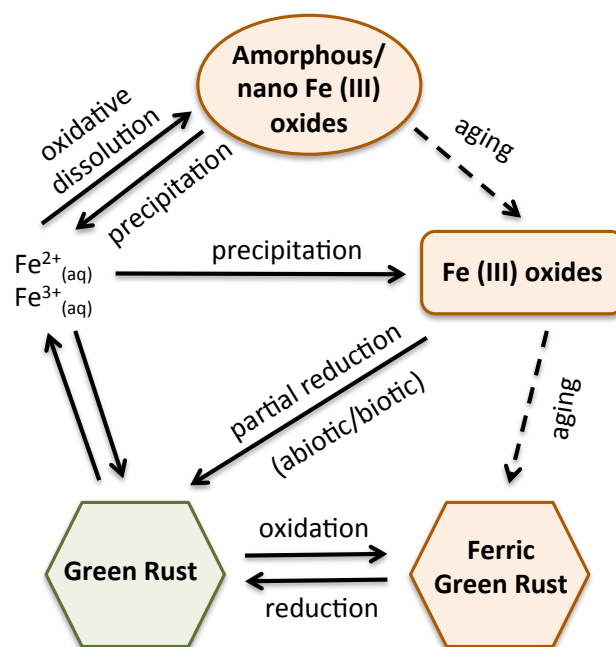 Amorphous/
nano Fe (III)
oxides
oxidative
dissolution
precipitation
aging
Fe²⁺(aq)
Fe³⁺(aq)
precipitation
Fe (III) oxides
partial reduction
(abiotic/biotic)
aging
Green Rust
oxidation
reduction
Ferric
Green Rust